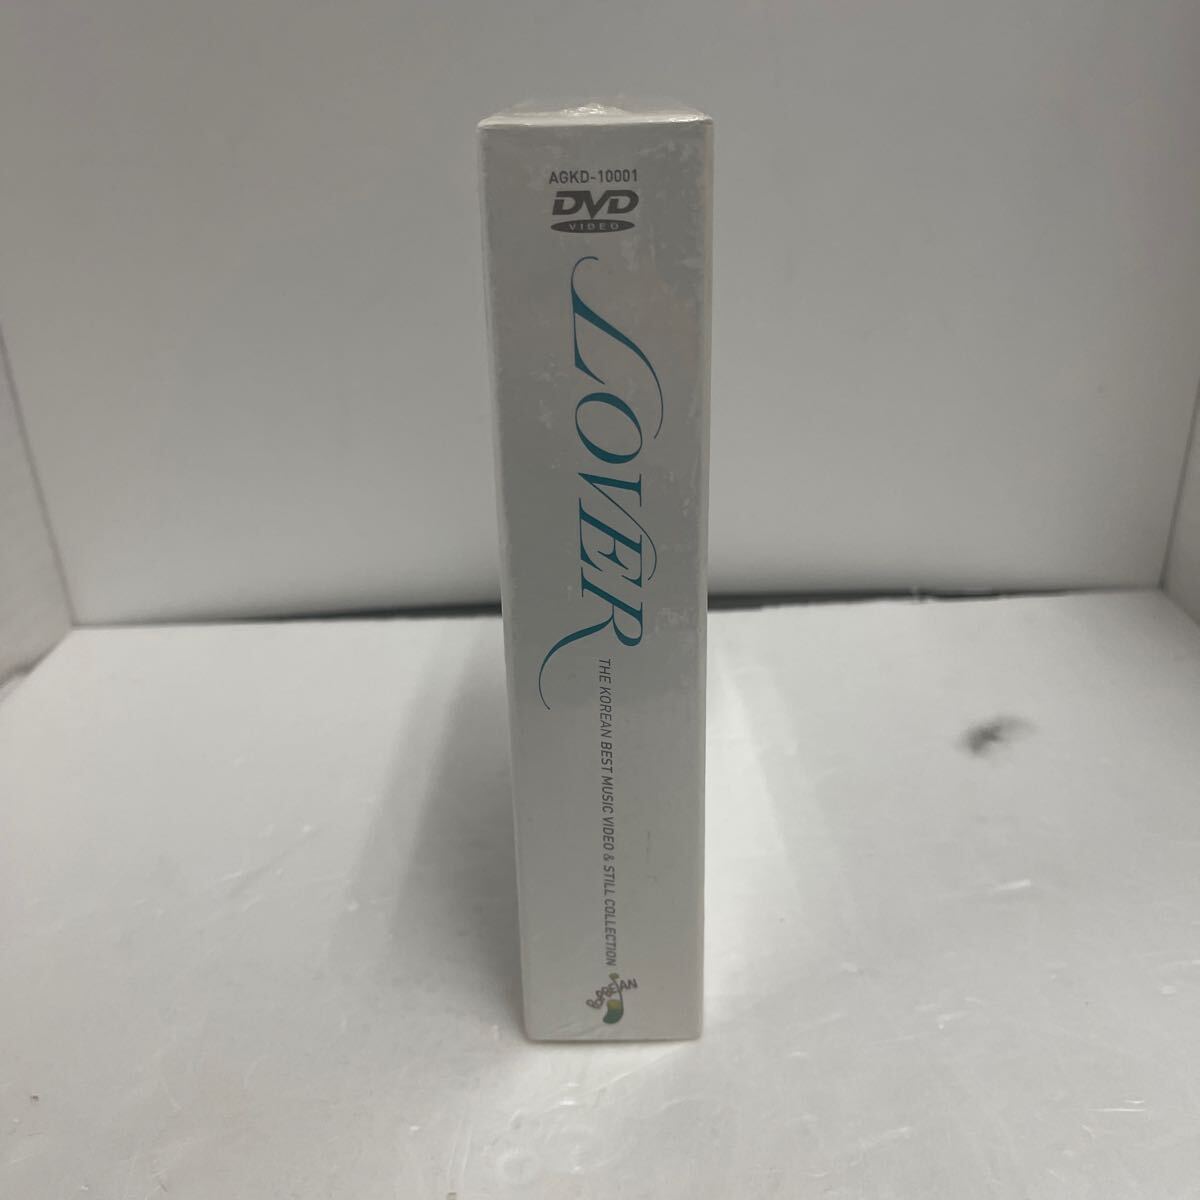 AGKD-10001
DVD
VIDEO
LOVER
THE KOREAN BEST MUSIC VIDEO & STILL COLLECTION